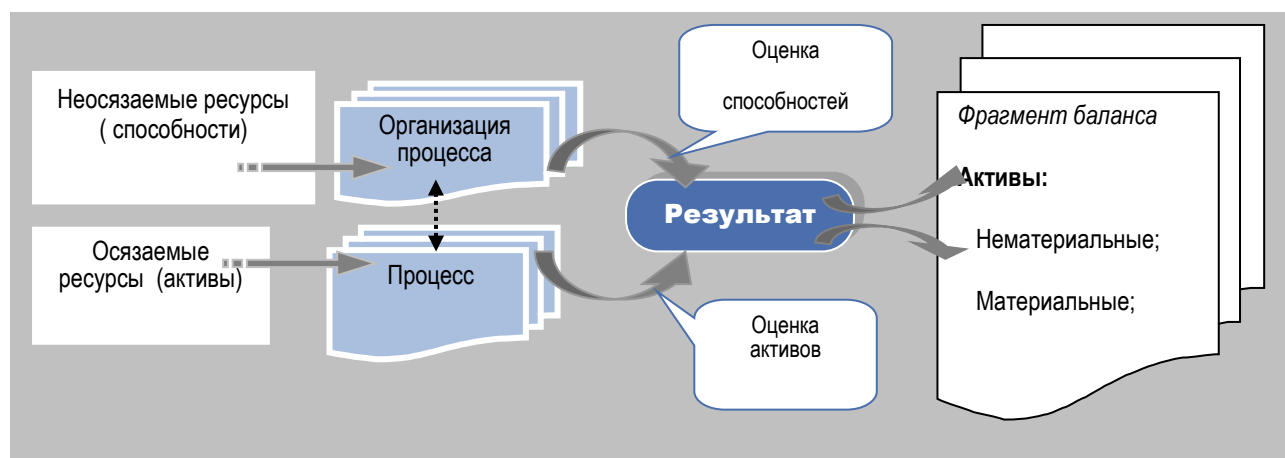 Неосязаемые ресурсы
( способности)
Осязаемые
ресурсы (активы)
Организация
процесса
Процесс
Оценка
способностей
Результат
Оценка
активов
Фрагмент баланса
Активы:
Нематериальные;
Материальные;